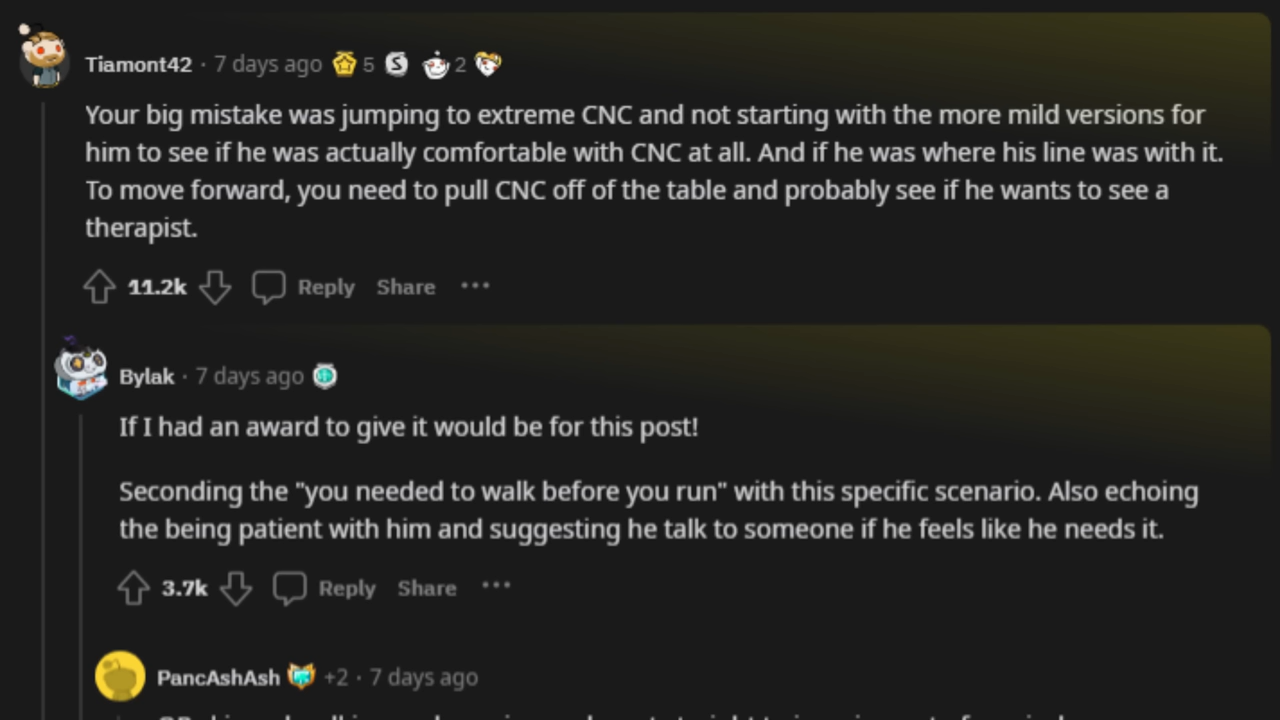 Tiamont42 · 7 days ago 5 S 2
Your big mistake was jumping to extreme CNC and not starting with the more mild versions for
him to see if he was actually comfortable with CNC at all. And if he was where his line was with it.
To move forward, you need to pull CNC off of the table and probably see if he wants to see a
therapist.
11.2k Reply Share ···
Bylak · 7 days ago
If I had an award to give it would be for this post!
Seconding the "you needed to walk before you run" with this specific scenario. Also echoing
the being patient with him and suggesting he talk to someone if he feels like he needs it.
3.7k Reply Share ···
PancAshAsh +2 · 7 days ago